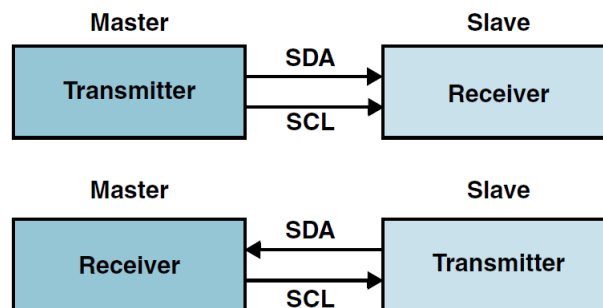 Master
Slave
Transmitter
SDA
SCL
Receiver
Master
Slave
Receiver
SDA
SCL
Transmitter